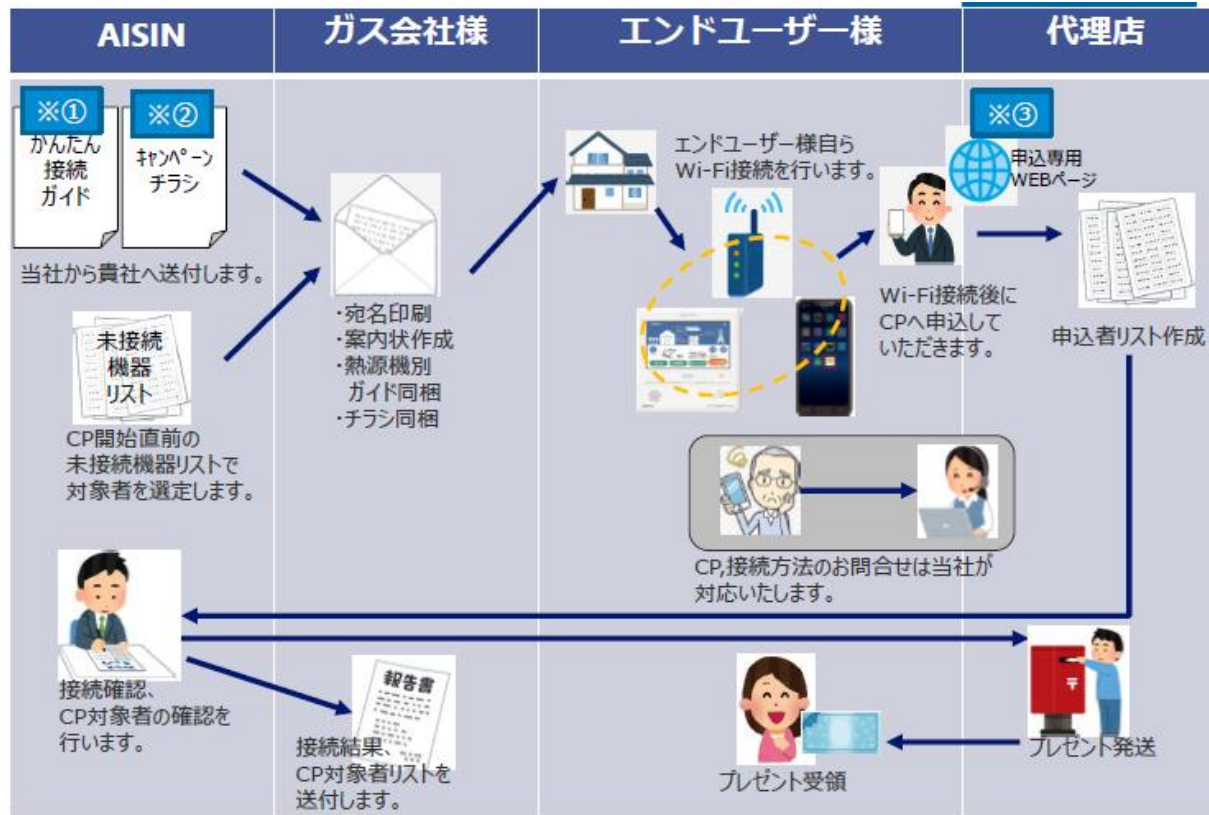 AISIN
ガス会社様
エンドユーザー様
代理店
※①
かんたん
接続
ガイド
※②
ｷｬﾝﾍﾟｰﾝ
チラシ
当社から貴社へ送付します。
未接続
機器
リスト
CP開始直前の
未接続機器リストで
対象者を選定します。
・宛名印刷
・案内状作成
・熱源機別
ガイド同梱
・チラシ同梱
エンドユーザー様自ら
Wi-Fi接続を行います。
Wi-Fi接続後に
CPへ申込して
いただきます。
※③
申込専用
WEBページ
申込者リスト作成
CP,接続方法のお問合せは当社が
対応いたします。
接続確認、
CP対象者の確認を
行います。
報告書
接続結果、
CP対象者リストを
送付します。
プレゼント受領
〒
プレゼント発送